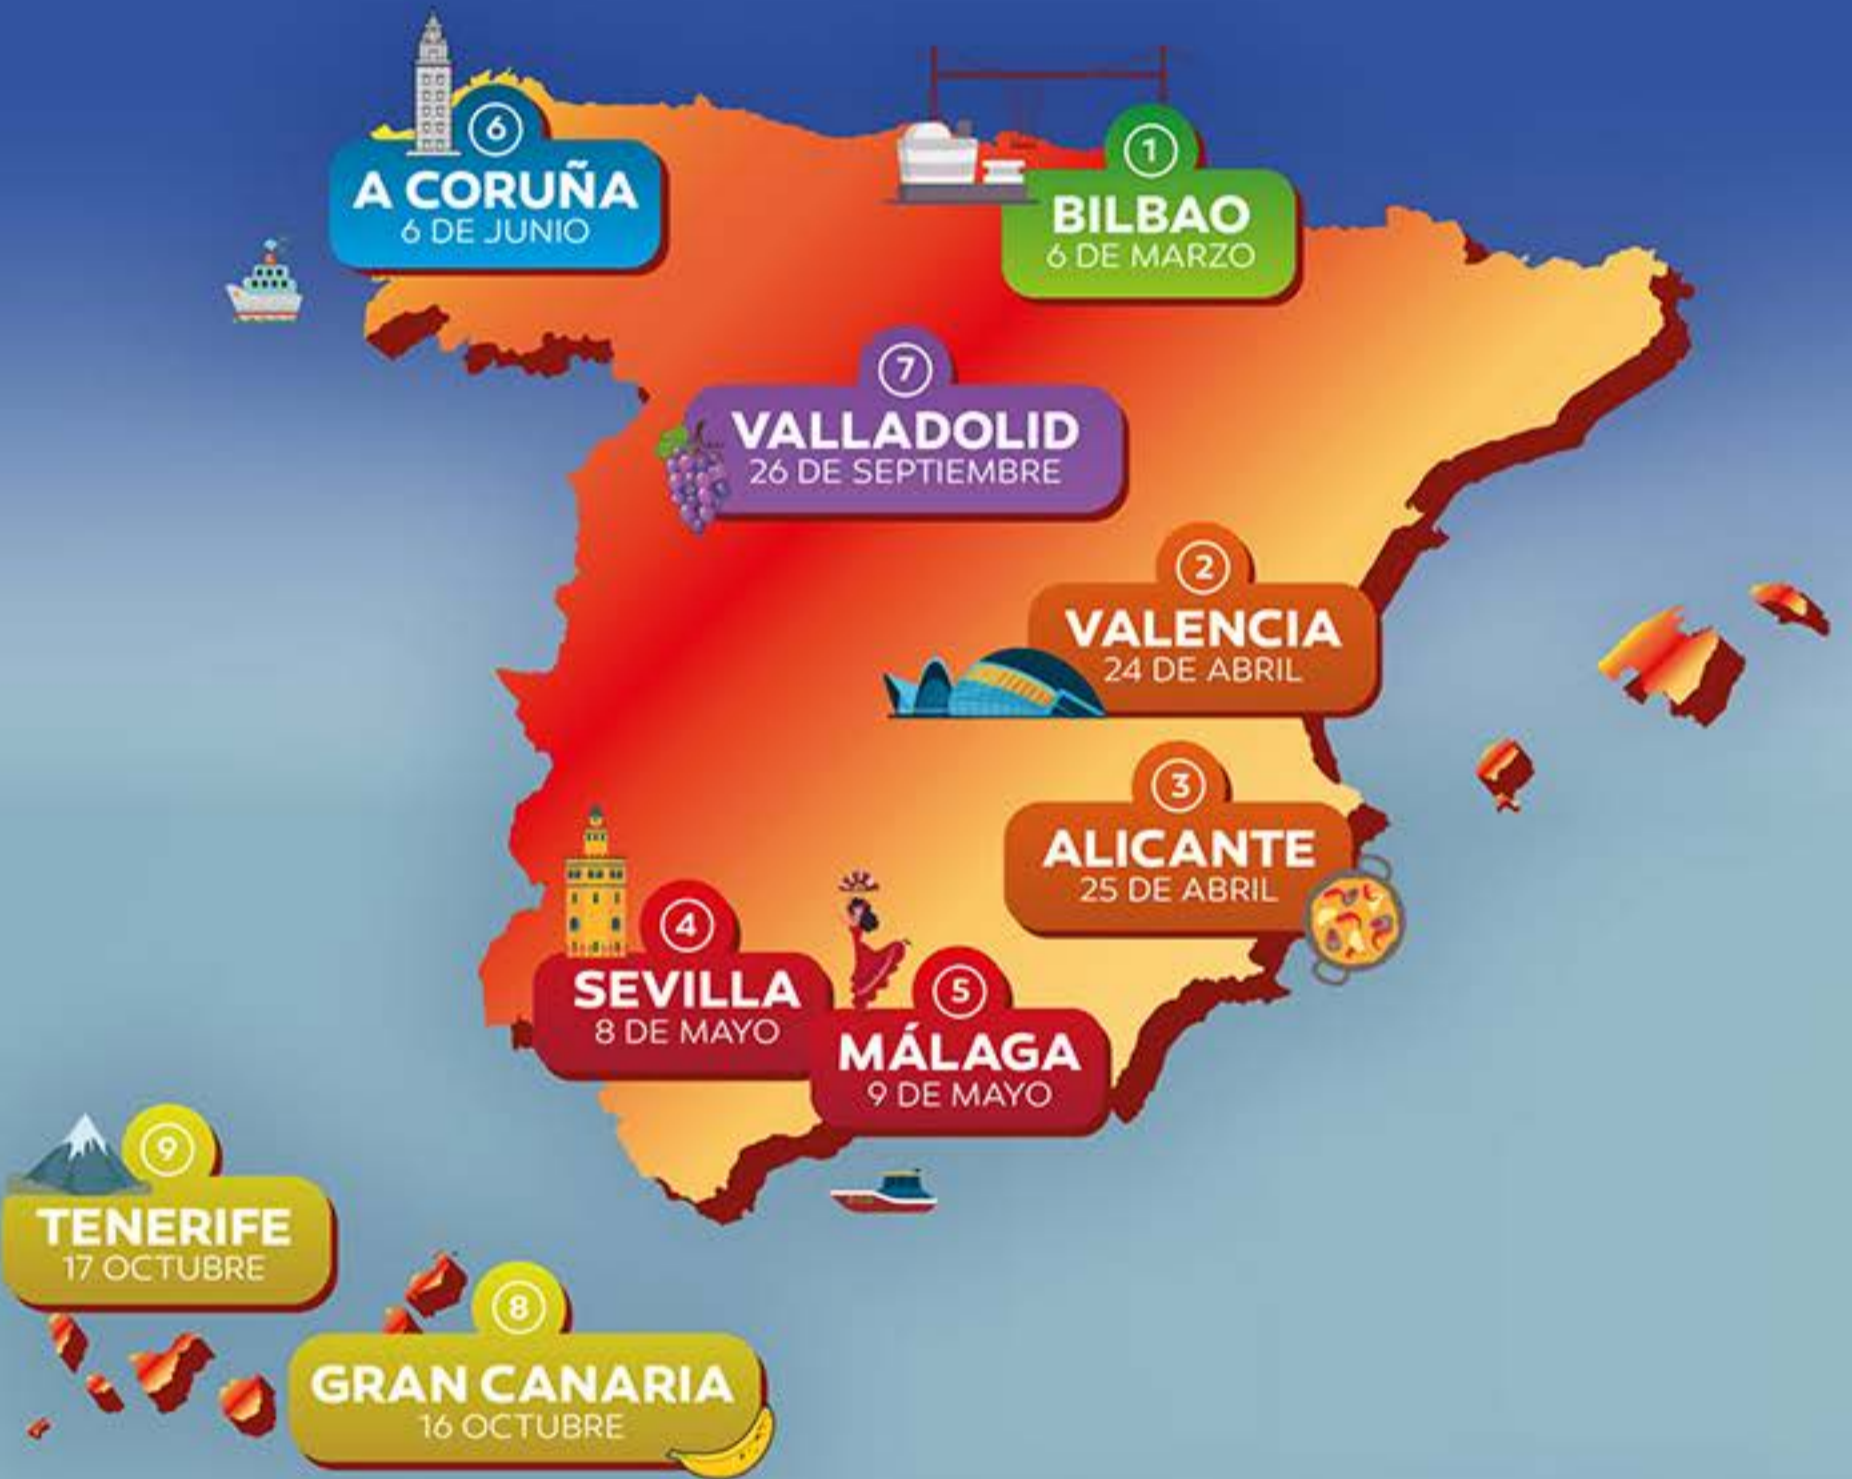 6
A CORUÑA
6 DE JUNIO
1
BILBAO
6 DE MARZO
7
VALLADOLID
26 DE SEPTIEMBRE
2
VALENCIA
24 DE ABRIL
3
ALICANTE
25 DE ABRIL
4
SEVILLA
8 DE MAYO
5
MÁLAGA
9 DE MAYO
9
TENERIFE
17 OCTUBRE
8
GRAN CANARIA
16 OCTUBRE